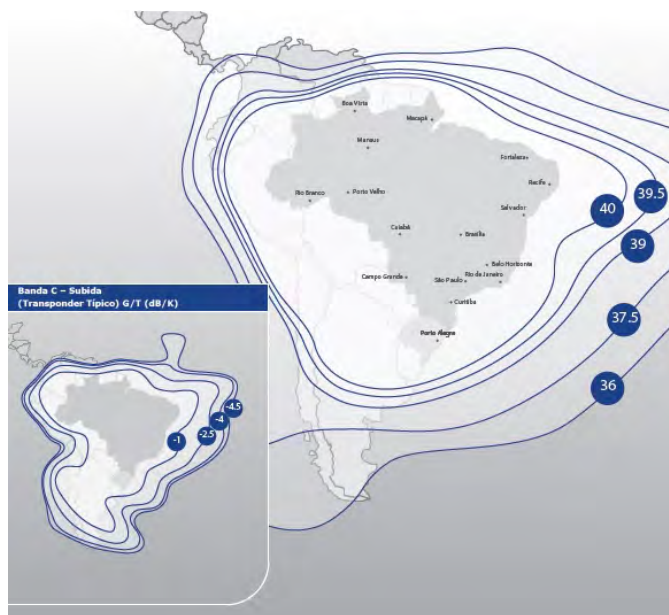 Boa Vista
Macapá
Manaus
Fortaleza
Recife
Rio Branco
Porto Velho
Salvador
40
39.5
Cuiabá
Brasília
39
Belo Horizonte
Campo Grande
São Paulo
Rio de Janeiro
Curitiba
37.5
Porto Alegre
36
Banda C – Subida
(Transponder Típico) G/T (dB/K)
-4.5
-4
-2.5
-1